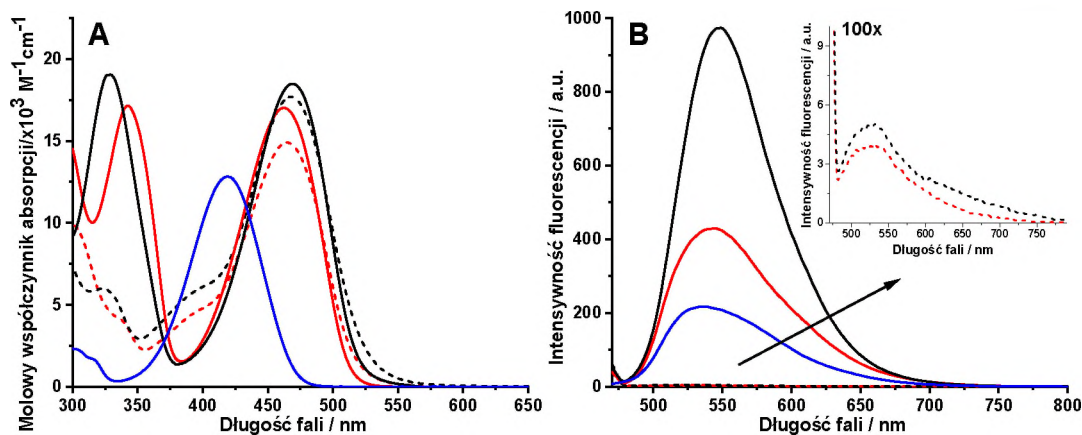 A
Molowy współczynnik absorpcji/x10³ M⁻¹cm⁻¹
20
15
10
5
0
300 350 400 450 500 550 600 650
Długość fali / nm
B
Intensywność fluorescencji / a.u.
1000
800
600
400
200
0
500 550 600 650 700 750 800
Długość fali / nm
100x
Intensywność fluorescencji / a.u.
9
6
3
0
500 550 600 650 700 750
Długość fali / nm